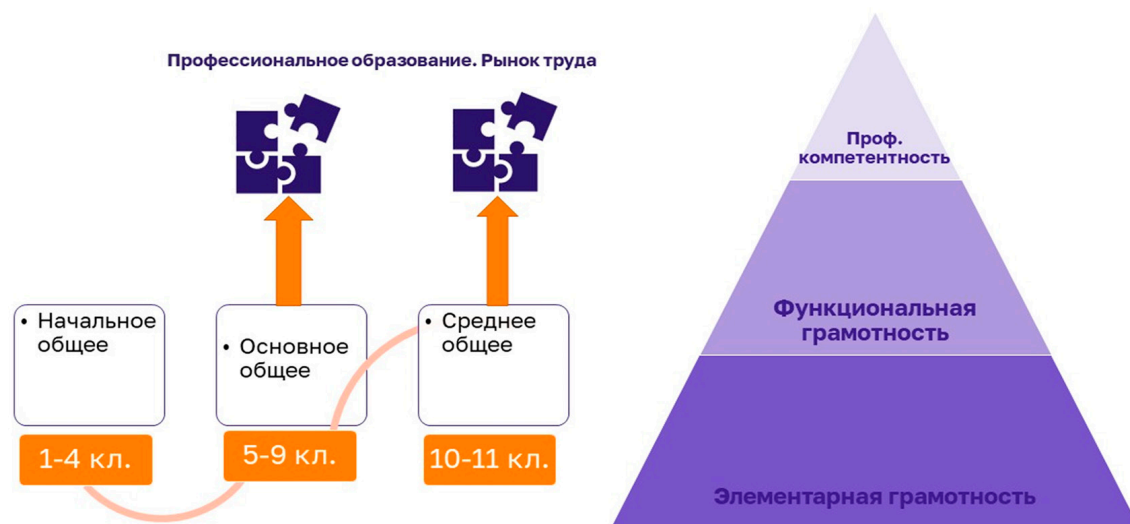 Профессиональное образование. Рынок труда
• Начальное
общее
• Основное
общее
• Среднее
общее
1-4 кл.
5-9 кл.
10-11 кл.
Проф.
компетентность
Функциональная
грамотность
Элементарная грамотность